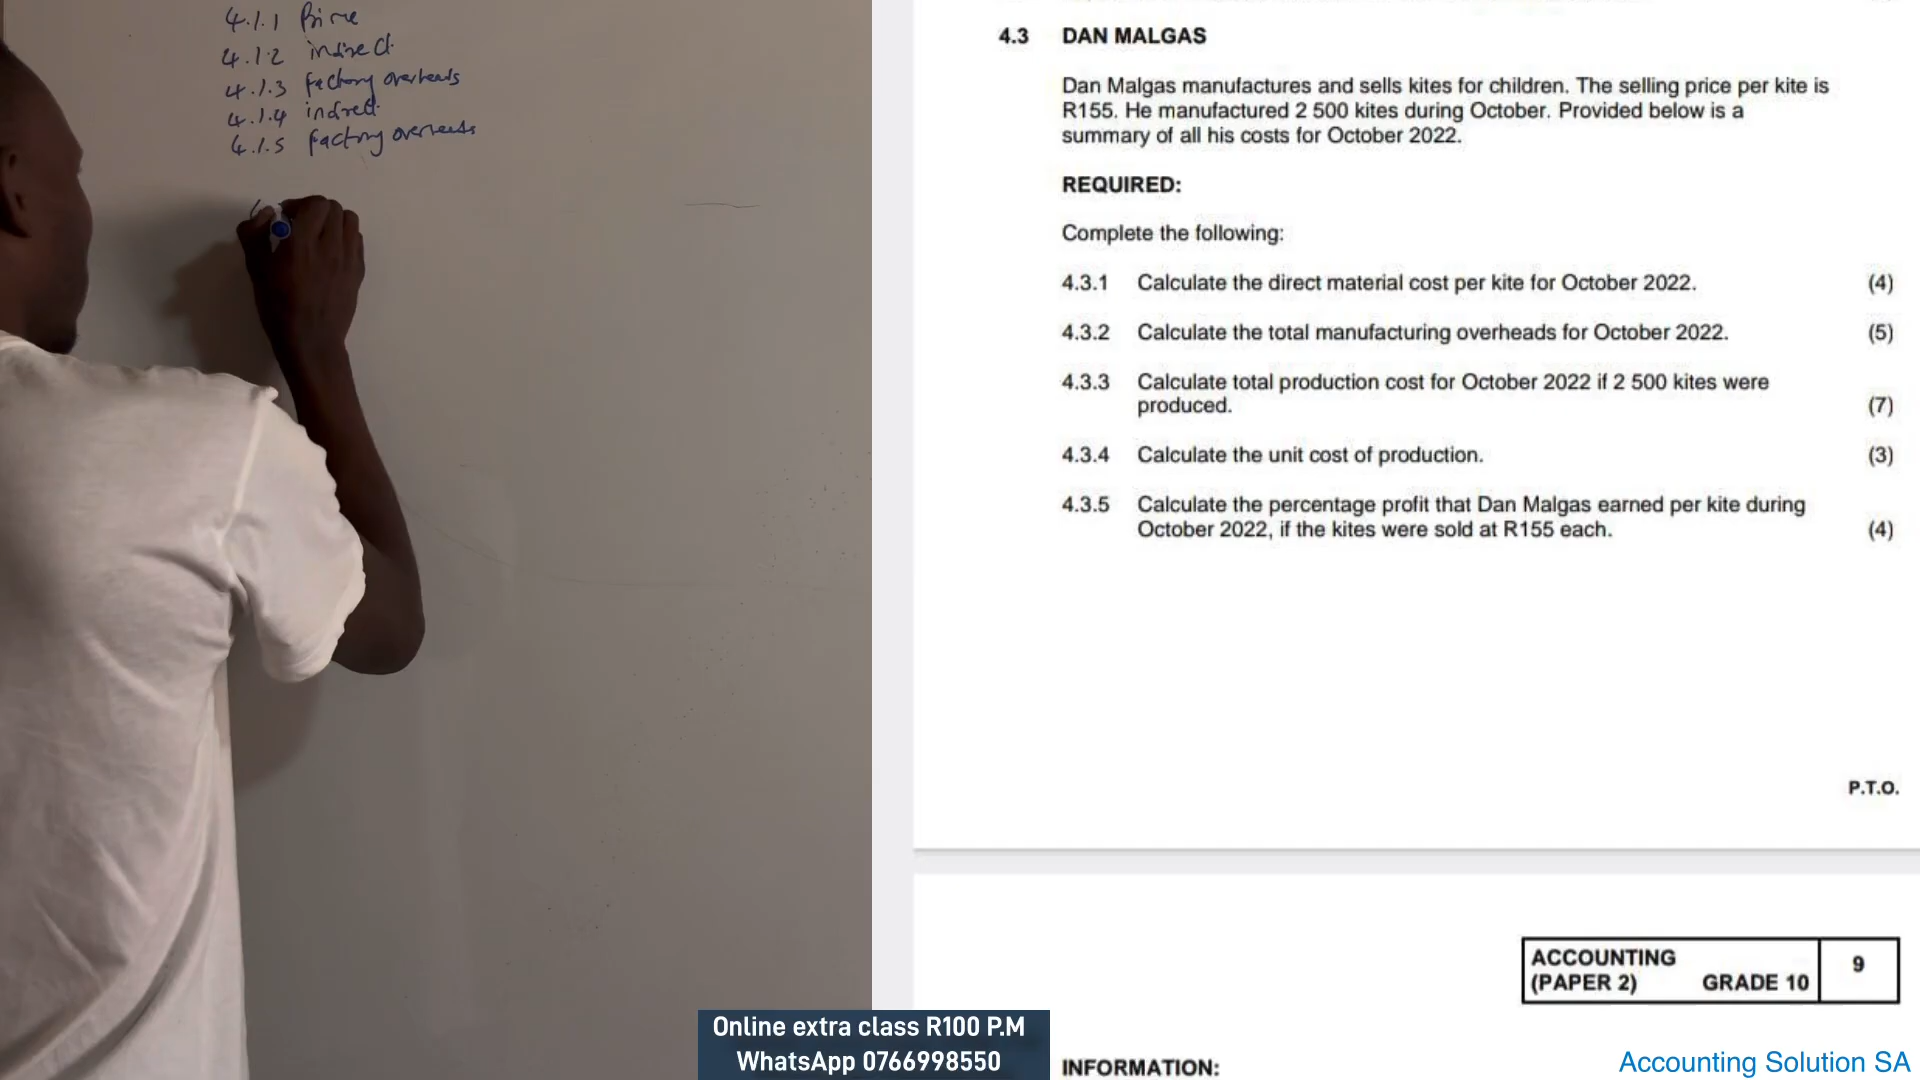 4.1.1 Prime
4.1.2 indirect
4.1.3 factory overheads
4.1.4 indirect
4.1.5 factory overheads
4.3 DAN MALGAS
Dan Malgas manufactures and sells kites for children. The selling price per kite is
R155. He manufactured 2 500 kites during October. Provided below is a
summary of all his costs for October 2022.
REQUIRED:
Complete the following:
4.3.1 Calculate the direct material cost per kite for October 2022. (4)
4.3.2 Calculate the total manufacturing overheads for October 2022. (5)
4.3.3 Calculate total production cost for October 2022 if 2 500 kites were
produced. (7)
4.3.4 Calculate the unit cost of production. (3)
4.3.5 Calculate the percentage profit that Dan Malgas earned per kite during
October 2022, if the kites were sold at R155 each. (4)
P.T.O.
ACCOUNTING
(PAPER 2) GRADE 10
9
INFORMATION:
Online extra class R100 P.M
WhatsApp 0766998550
Accounting Solution SA